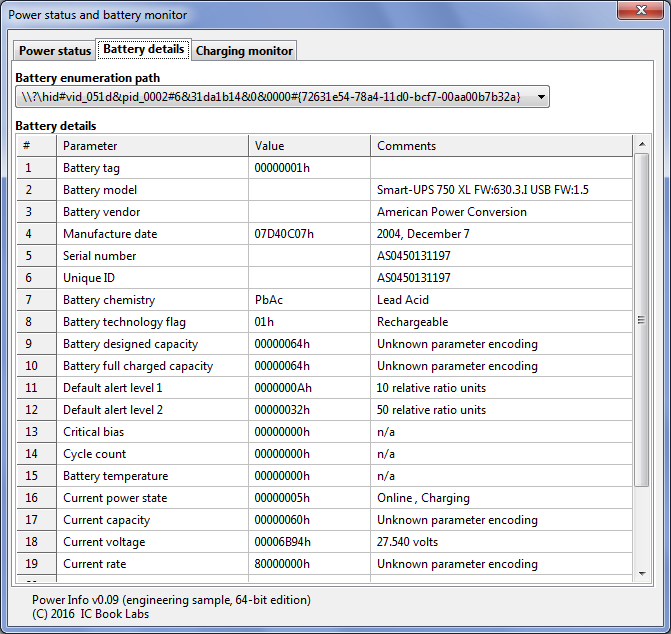 Power status and battery monitor
Power status Battery details Charging monitor
Battery enumeration path
\\?\hid#vid_051d&pid_0002#6&31da1b14&0&0000#{72631e54-78a4-11d0-bcf7-00aa00b7b32a}
Battery details
# Parameter Value Comments
1 Battery tag 00000001h
2 Battery model Smart-UPS 750 XL FW:630.3.I USB FW:1.5
3 Battery vendor American Power Conversion
4 Manufacture date 07D40C07h 2004, December 7
5 Serial number AS0450131197
6 Unique ID AS0450131197
7 Battery chemistry PbAc Lead Acid
8 Battery technology flag 01h Rechargeable
9 Battery designed capacity 00000064h Unknown parameter encoding
10 Battery full charged capacity 00000064h Unknown parameter encoding
11 Default alert level 1 0000000Ah 10 relative ratio units
12 Default alert level 2 00000032h 50 relative ratio units
13 Critical bias 00000000h n/a
14 Cycle count 00000000h n/a
15 Battery temperature 00000000h n/a
16 Current power state 00000005h Online , Charging
17 Current capacity 00000060h Unknown parameter encoding
18 Current voltage 00006B94h 27.540 volts
19 Current rate 80000000h Unknown parameter encoding
Power Info v0.09 (engineering sample, 64-bit edition)
(C) 2016 IC Book Labs